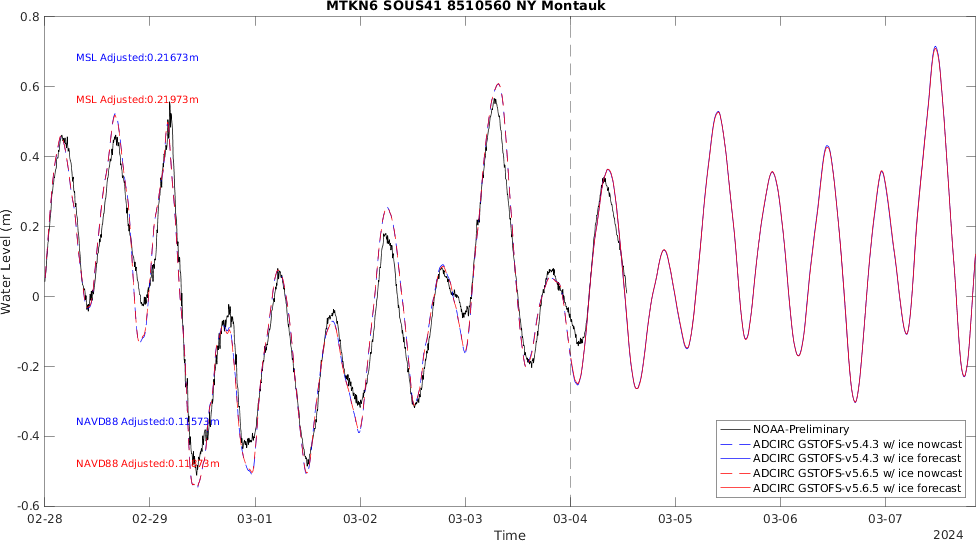 MTKN6 SOUS41 8510560 NY Montauk
0.8
0.6
0.4
0.2
0
-0.2
-0.4
-0.6
Water Level (m)
MSL Adjusted:0.21673m
MSL Adjusted:0.21973m
NAVD88 Adjusted:0.11573m
NAVD88 Adjusted:0.11873m
NOAA-Preliminary
ADCIRC GSTOFS-v5.4.3 w/ ice nowcast
ADCIRC GSTOFS-v5.4.3 w/ ice forecast
ADCIRC GSTOFS-v5.6.5 w/ ice nowcast
ADCIRC GSTOFS-v5.6.5 w/ ice forecast
02-28 02-29 03-01 03-02 03-03 03-04 03-05 03-06 03-07
Time
2024